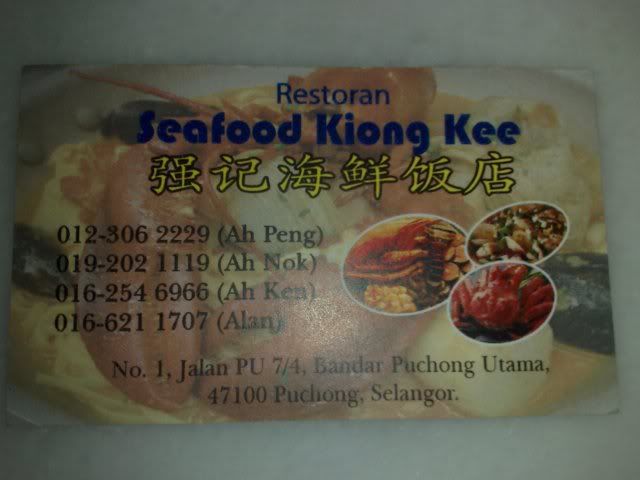 Restoran
Seafood Kiong Kee
强记海鲜饭店
012-306 2229 (Ah Peng)
019-202 1119 (Ah Nok)
016-254 6966 (Ah Ken)
016-621 1707 (Alan)
No. 1, Jalan PU 7/4, Bandar Puchong Utama,
47100 Puchong, Selangor.